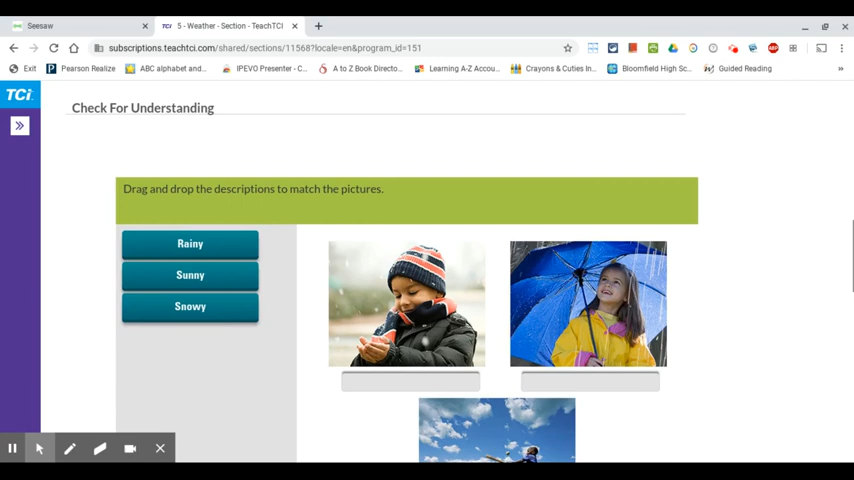 Seesaw
5 - Weather - Section - TeachTCI
subscriptions.teachtci.com/shared/sections/11568?locale=en&program_id=151
Exit
Pearson Realize
ABC alphabet and...
IPEVO Presenter - C...
A to Z Book Directo...
Learning A-Z Accou...
Crayons & Cuties In...
Bloomfield High Sc...
Guided Reading
TCi
Check For Understanding
Drag and drop the descriptions to match the pictures.
Rainy
Sunny
Snowy